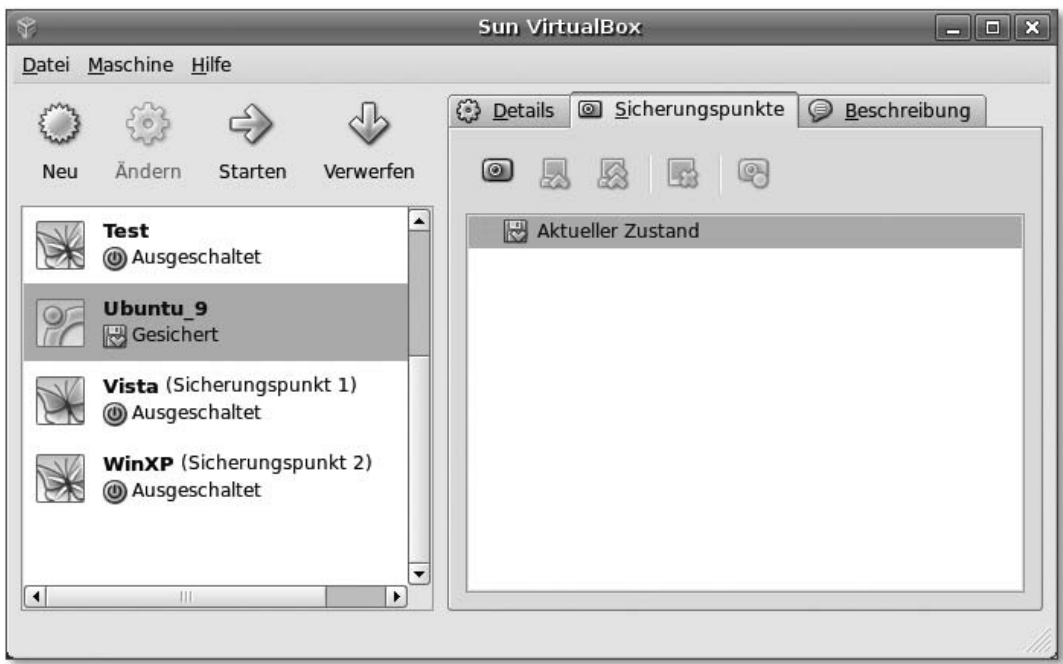 Sun VirtualBox
Datei Maschine Hilfe
Neu Ändern Starten Verwerfen
Details Sicherungspunkte Beschreibung
Test
Ausgeschaltet
Ubuntu_9
Gesichert
Vista (Sicherungspunkt 1)
Ausgeschaltet
WinXP (Sicherungspunkt 2)
Ausgeschaltet
Aktueller Zustand